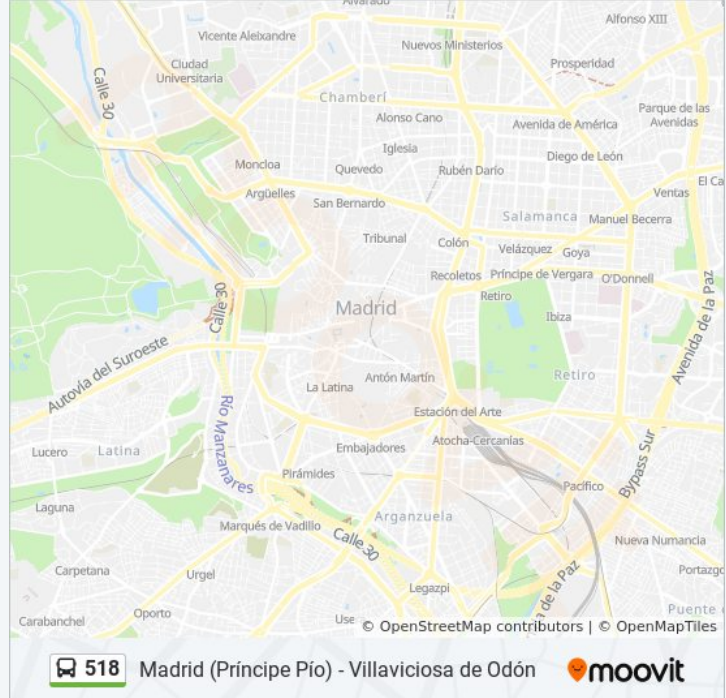 Alvarado
Alfonso XIII
Vicente Aleixandre
Nuevos Ministerios
Ciudad
Universitaria
Prosperidad
Calle 30
Chamberí
Parque de las
Avenidas
Alonso Cano
Avenida de América
Iglesia
Diego de León
Moncloa
Quevedo
Rubén Darío
El Ca
Argüelles
Ventas
San Bernardo
Salamanca
Manuel Becerra
Tribunal
Colón
Velázquez
Goya
Recoletos
Príncipe de Vergara
O'Donnell
Calle 30
Retiro
Madrid
Ibiza
Avenida de la Paz
Autovía del Suroeste
La Latina
Antón Martín
Retiro
Estación del Arte
Río Manzanares
Lucero
Latina
Embajadores
Atocha-Cercanías
Bypass Sur
Pirámides
Pacífico
Laguna
Marqués de Vadillo
Arganzuela
Calle 30
Nueva Numancia
Carpetana
Urgel
Legazpi
a de la Paz
Portazgo
Carabanchel
Oporto
Use
Puente
© OpenStreetMap contributors | © OpenMapTiles
518 Madrid (Príncipe Pío) - Villaviciosa de Odón moovit